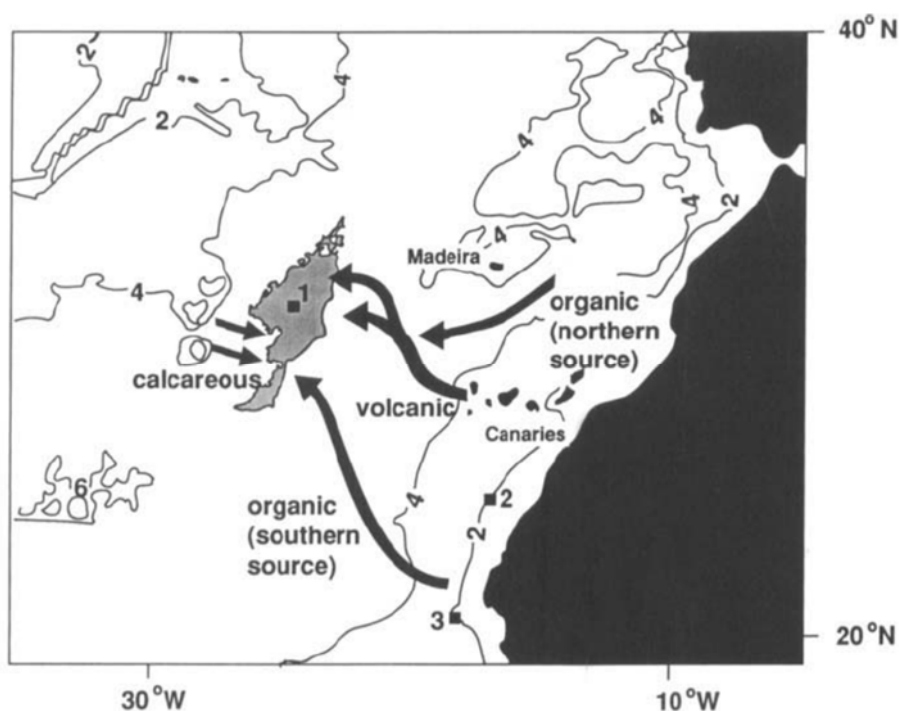 40° N
2
4
2
4
4
4
2
4
Madeira
4
1
organic
(northern
source)
calcareous
volcanic
Canaries
6
4
2
organic
(southern
source)
2
3
20°N
30°W
10°W